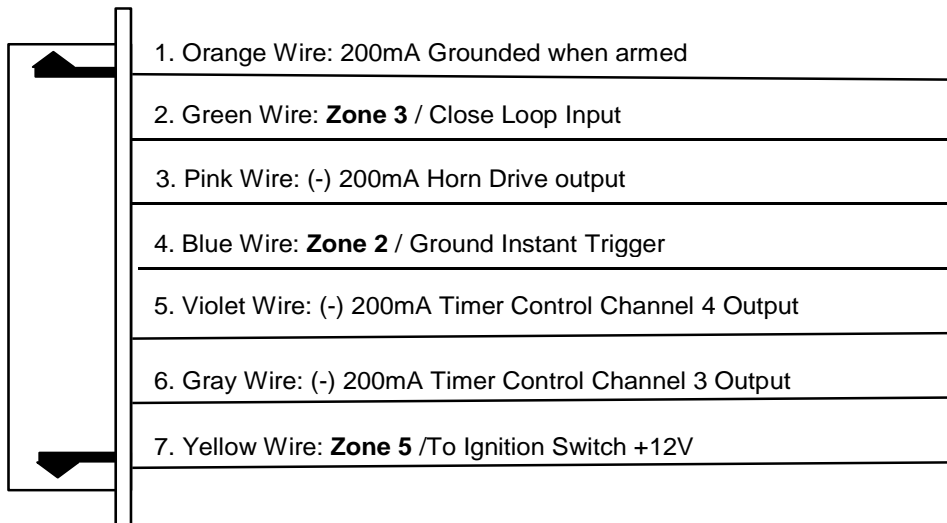 1. Orange Wire: 200mA Grounded when armed
2. Green Wire: Zone 3 / Close Loop Input
3. Pink Wire: (-) 200mA Horn Drive output
4. Blue Wire: Zone 2 / Ground Instant Trigger
5. Violet Wire: (-) 200mA Timer Control Channel 4 Output
6. Gray Wire: (-) 200mA Timer Control Channel 3 Output
7. Yellow Wire: Zone 5 /To Ignition Switch +12V